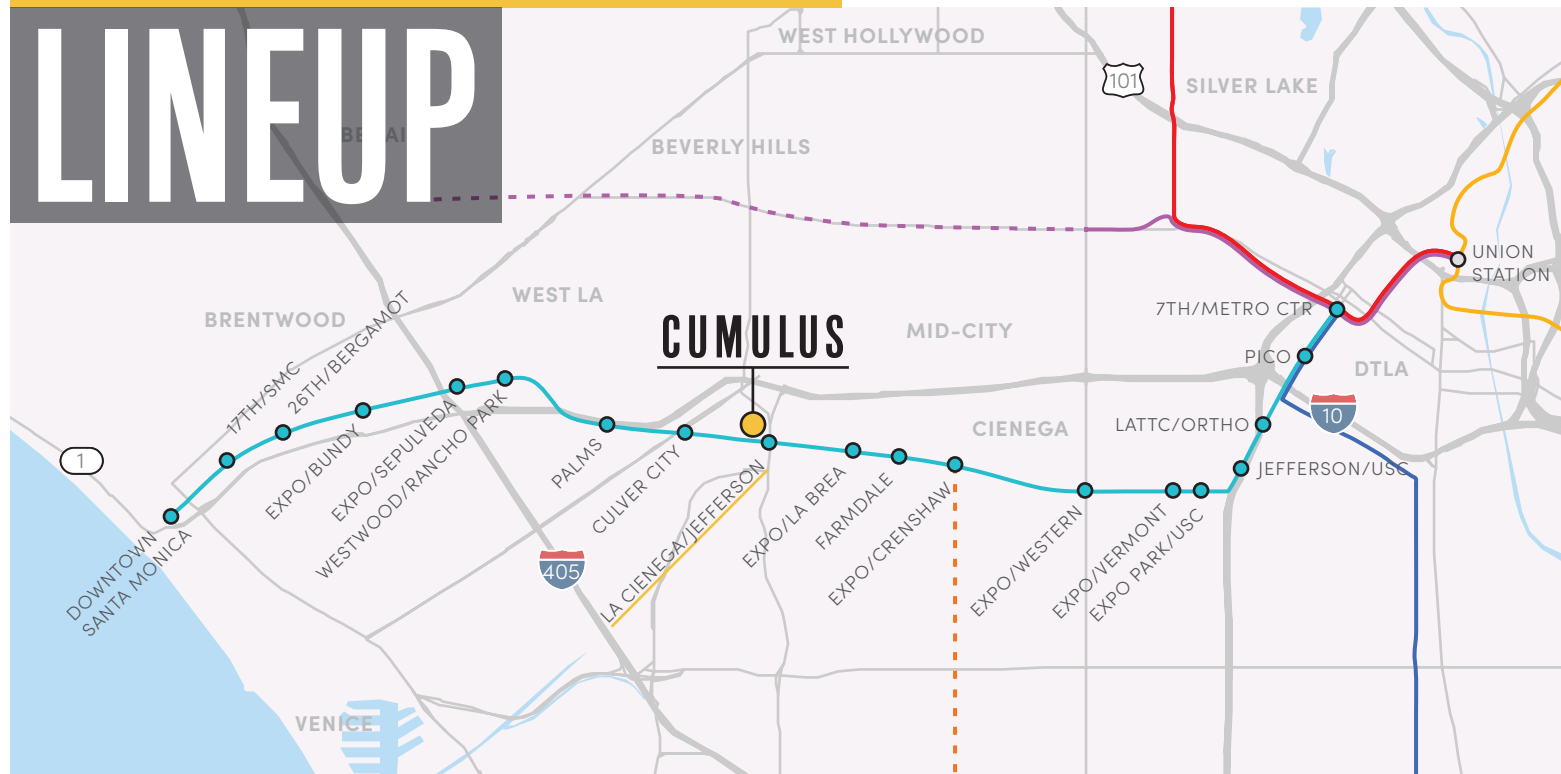 LINEUP
WEST HOLLYWOOD
101
SILVER LAKE
BEL AIR
BEVERLY HILLS
UNION
STATION
WEST LA
BRENTWOOD
7TH/METRO CTR
CUMULUS
MID-CITY
PICO
DTLA
10
17TH/SMC
26TH/BERGAMOT
LATTC/ORTHO
CIENEGA
1
JEFFERSON/USC
DOWNTOWN
SANTA MONICA
EXPO/BUNDY
EXPO/SEPULVEDA
WESTWOOD/RANCHO PARK
PALMS
CULVER CITY
LA CIENEGA/JEFFERSON
EXPO/LA BREA
FARMDALE
EXPO/CRENSHAW
EXPO/WESTERN
EXPO/VERMONT
EXPO PARK/USC
405
VENICE